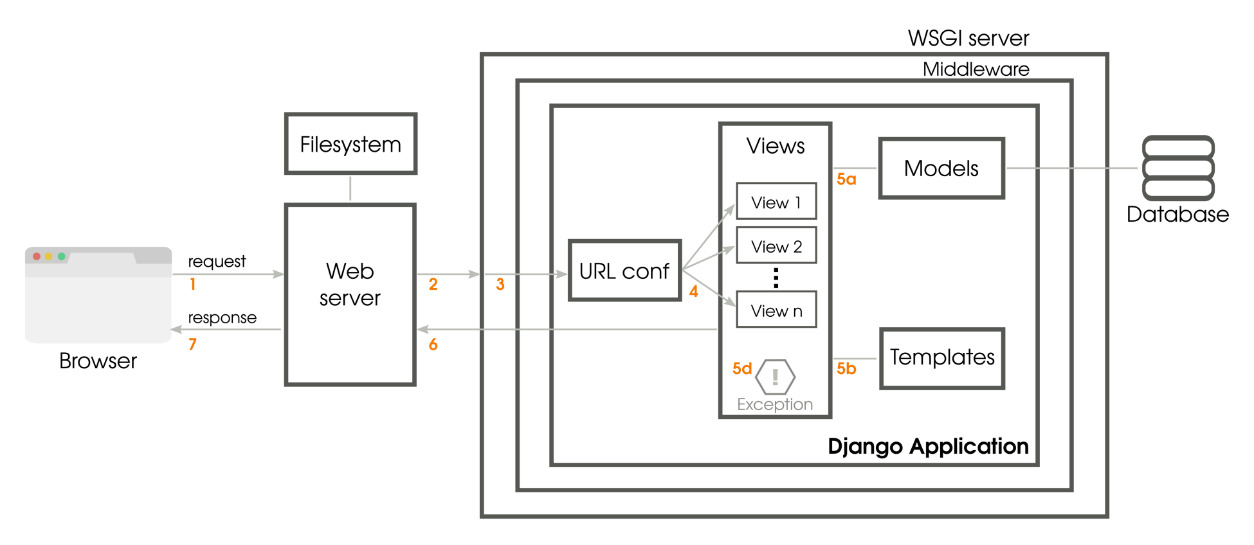 WSGI server
Middleware
Filesystem
Views
Models
5a
View 1
Database
View 2
request
1
Web
server
2
3
URL conf
4
View n
response
7
6
Browser
Templates
5b
5d
!
Exception
Django Application